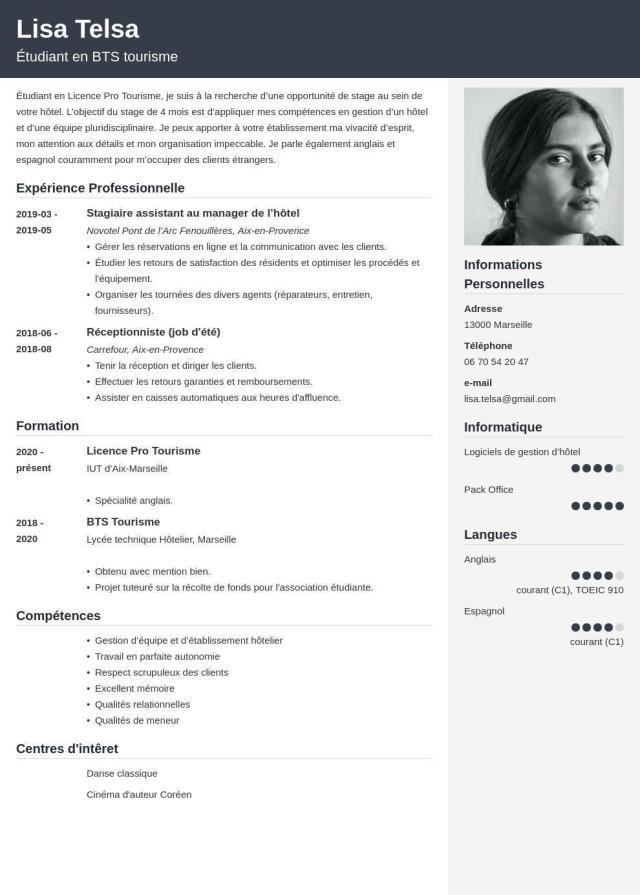 Lisa Telsa
Étudiant en BTS tourisme
Étudiant en Licence Pro Tourisme, je suis à la recherche d'une opportunité de stage au sein de
votre hôtel. L'objectif du stage de 4 mois est d'appliquer mes compétences en gestion d'un hôtel
et d'une équipe pluridisciplinaire. Je peux apporter à votre établissement ma vivacité d'esprit,
mon attention aux détails et mon organisation impeccable. Je parle également anglais et
espagnol couramment pour m'occuper des clients étrangers.
Expérience Professionnelle
2019-03 -
2019-05
Stagiaire assistant au manager de l'hôtel
Novotel Pont de l'Arc Fenouillères, Aix-en-Provence
• Gérer les réservations en ligne et la communication avec les clients.
• Étudier les retours de satisfaction des résidents et optimiser les procédés et
l'équipement.
• Organiser les tournées des divers agents (réparateurs, entretien,
fournisseurs).
2018-06 -
2018-08
Réceptionniste (job d'été)
Carrefour, Aix-en-Provence
• Tenir la réception et diriger les clients.
• Effectuer les retours garanties et remboursements.
• Assister en caisses automatiques aux heures d'affluence.
Formation
2020 -
présent
Licence Pro Tourisme
IUT d'Aix-Marseille
• Spécialité anglais.
2018 -
2020
BTS Tourisme
Lycée technique Hôtelier, Marseille
• Obtenu avec mention bien.
• Projet tuteuré sur la récolte de fonds pour l'association étudiante.
Compétences
• Gestion d'équipe et d'établissement hôtelier
• Travail en parfaite autonomie
• Respect scrupuleux des clients
• Excellent mémoire
• Qualités relationnelles
• Qualités de meneur
Centres d'intêret
Danse classique
Cinéma d'auteur Coréen
Informations
Personnelles
Adresse
13000 Marseille
Téléphone
06 70 54 20 47
e-mail
lisa.telsa@gmail.com
Informatique
Logiciels de gestion d'hôtel
Pack Office
Langues
Anglais
courant (C1), TOEIC 910
Espagnol
courant (C1)